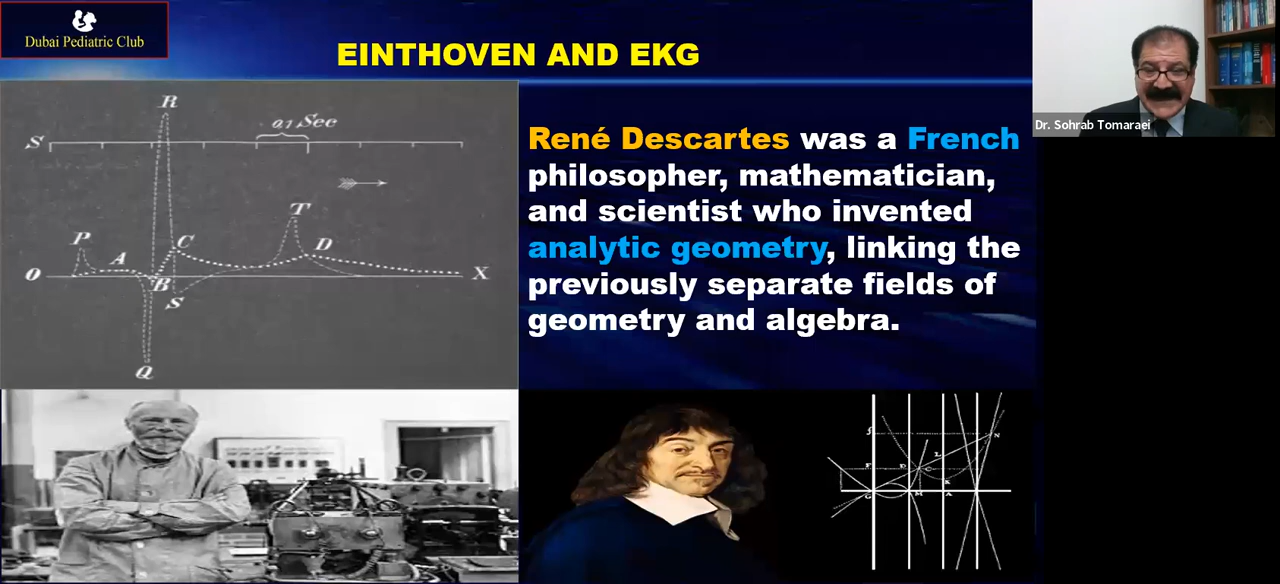 Dubai Pediatric Club
EINTHOVEN AND EKG
Dr. Sohrab Tomaraei
R
0,1 Sec
S
T
P
A
C
D
O
B
X
S
Q
René Descartes was a French
philosopher, mathematician,
and scientist who invented
analytic geometry, linking the
previously separate fields of
geometry and algebra.
N
L
F
D
C
K
G
M
A